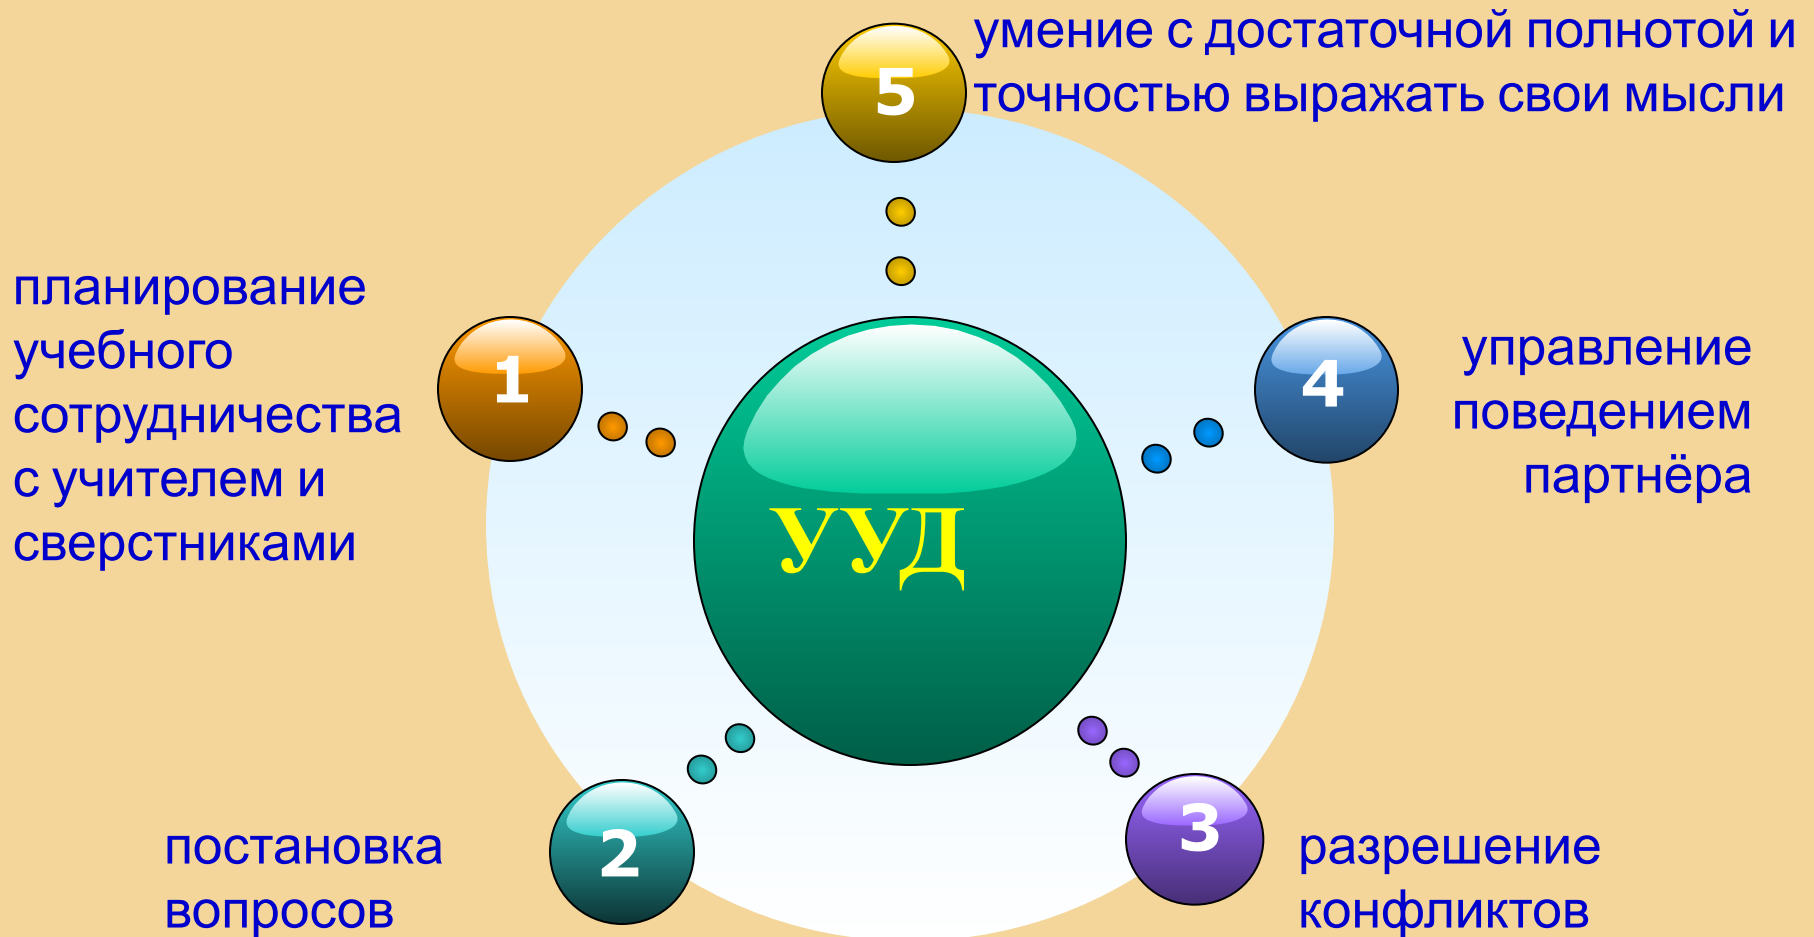 5
умение с достаточной полнотой и
точностью выражать свои мысли
1
планирование
учебного
сотрудничества
с учителем и
сверстниками
4
управление
поведением
партнёра
УУД
2
постановка
вопросов
3
разрешение
конфликтов